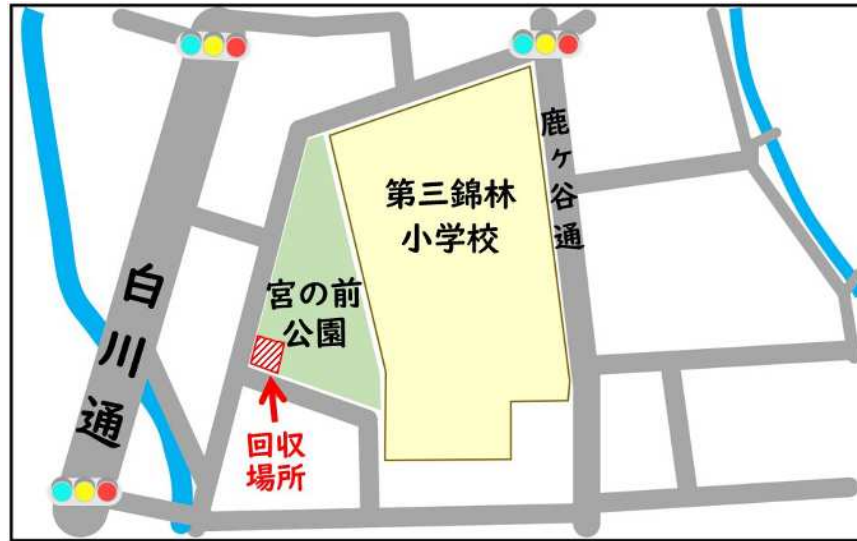 鹿ヶ谷通
第三錦林
小学校
宮の前
公園
白川通
回収
場所